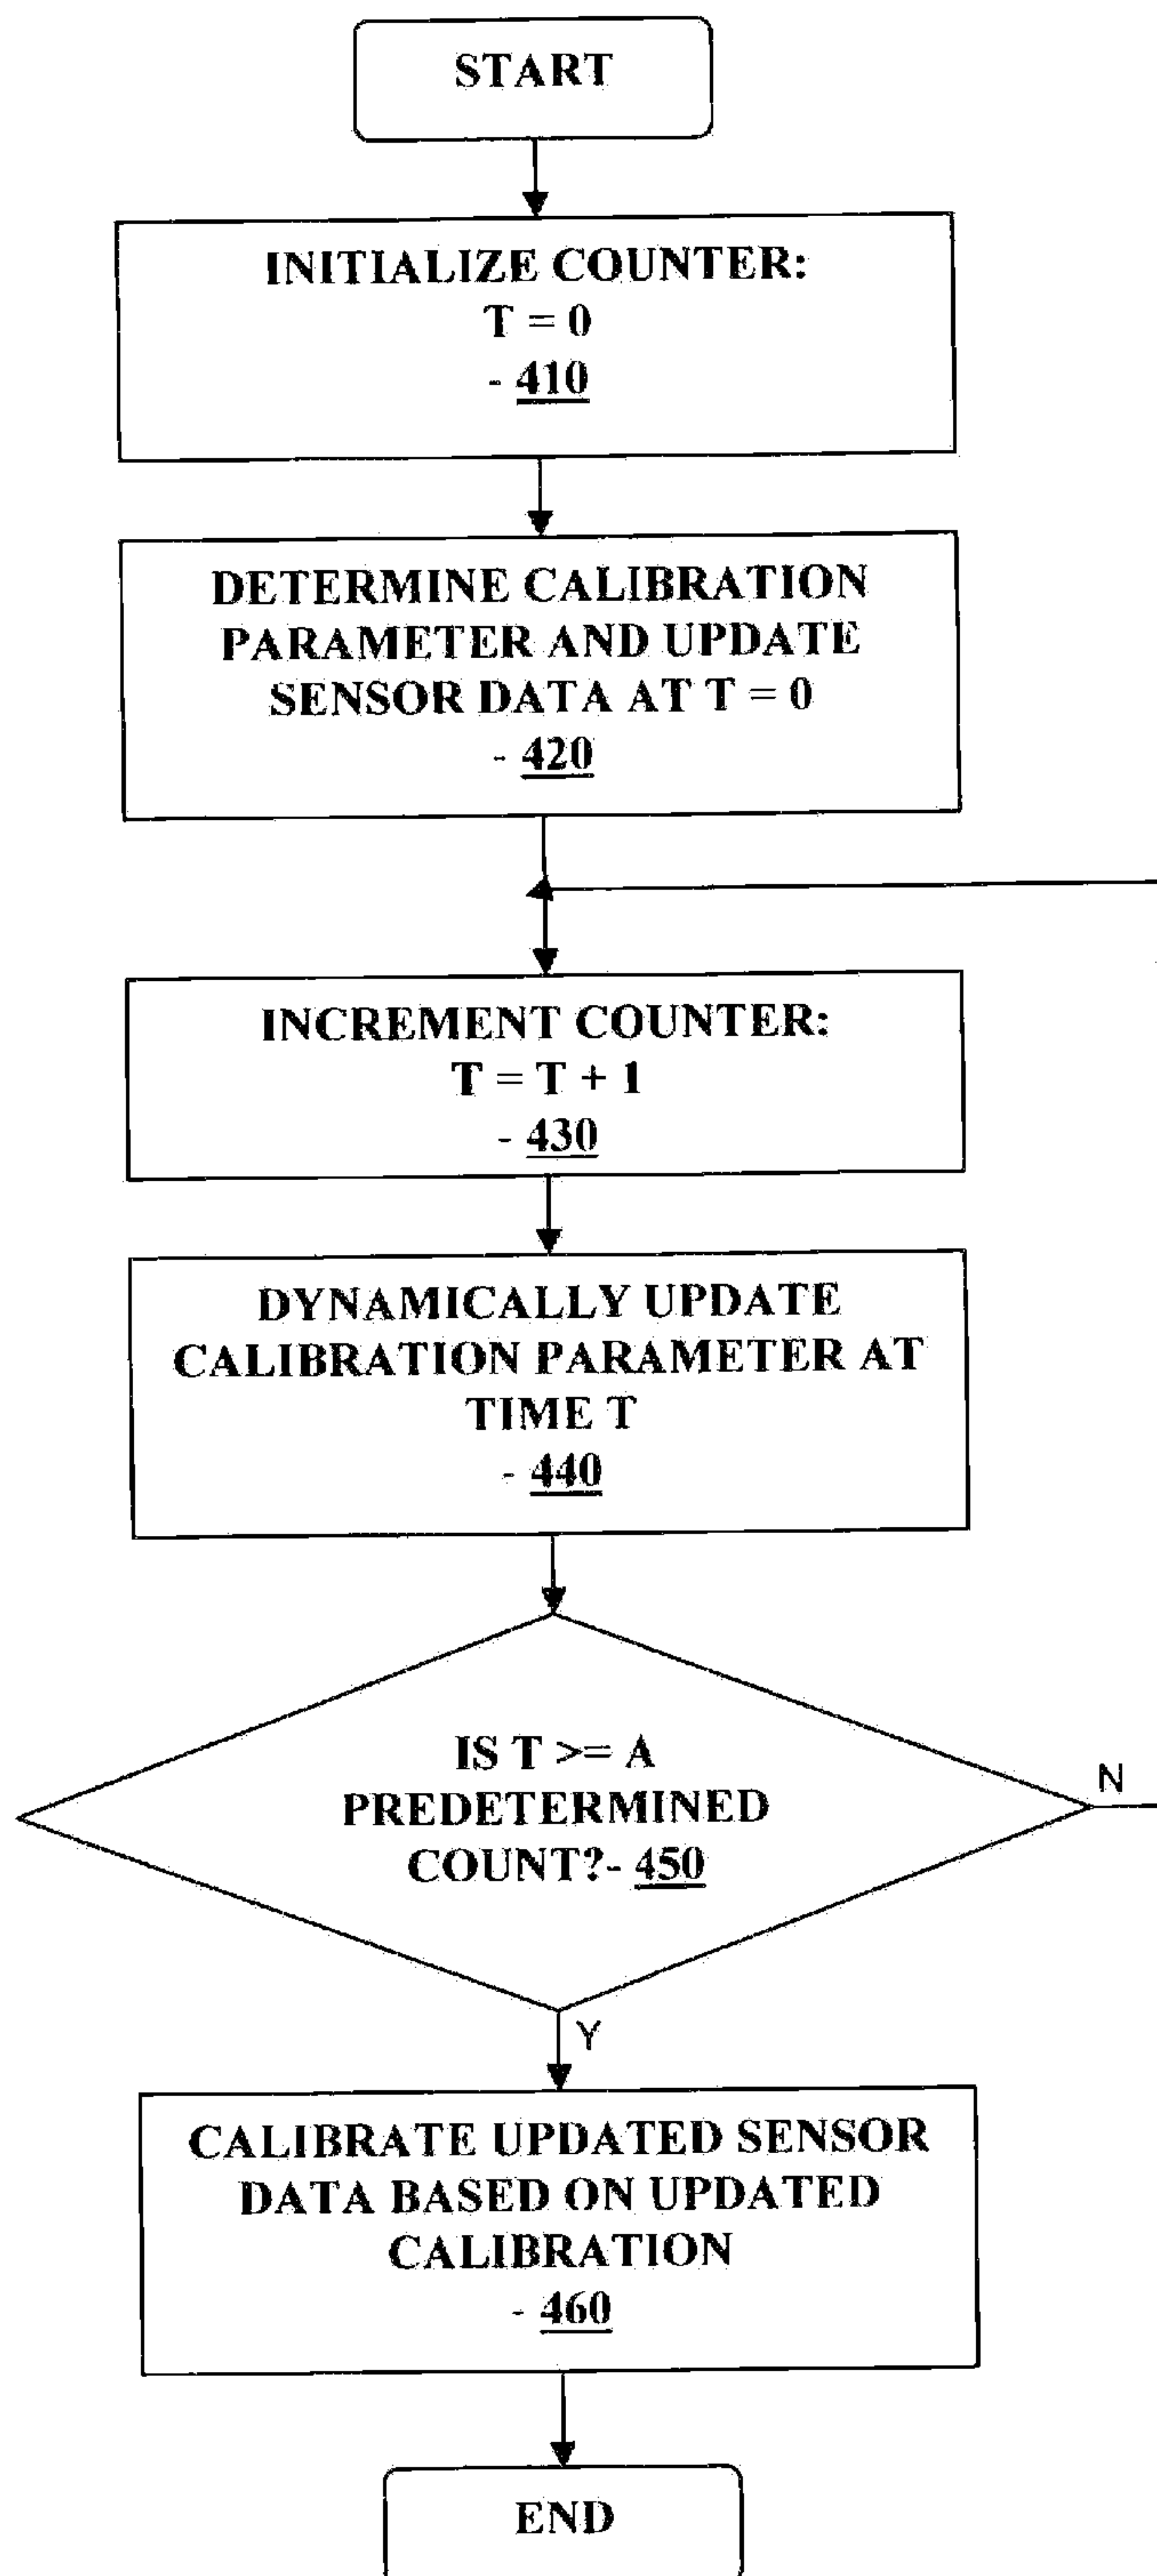 START
INITIALIZE COUNTER:
T = 0
- 410
DETERMINE CALIBRATION
PARAMETER AND UPDATE
SENSOR DATA AT T = 0
- 420
INCREMENT COUNTER:
T = T + 1
- 430
DYNAMICALLY UPDATE
CALIBRATION PARAMETER AT
TIME T
- 440
IS T >= A
PREDETERMINED
COUNT?- 450
N
Y
CALIBRATE UPDATED SENSOR
DATA BASED ON UPDATED
CALIBRATION
- 460
END